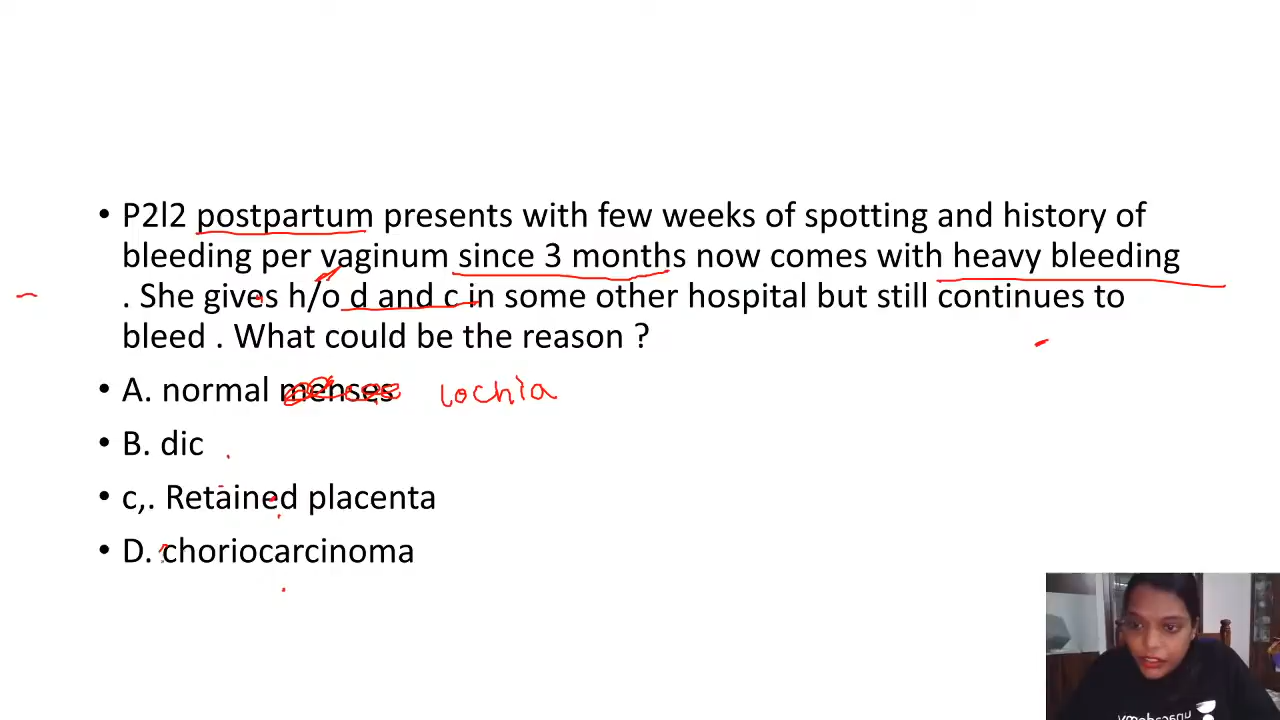 • P2l2 postpartum presents with few weeks of spotting and history of
bleeding per vaginum since 3 months now comes with heavy bleeding
. She gives h/o d and c in some other hospital but still continues to
bleed . What could be the reason ?
• A. normal menses lochia
• B. dic
• c,. Retained placenta
• D. choriocarcinoma
unacademy